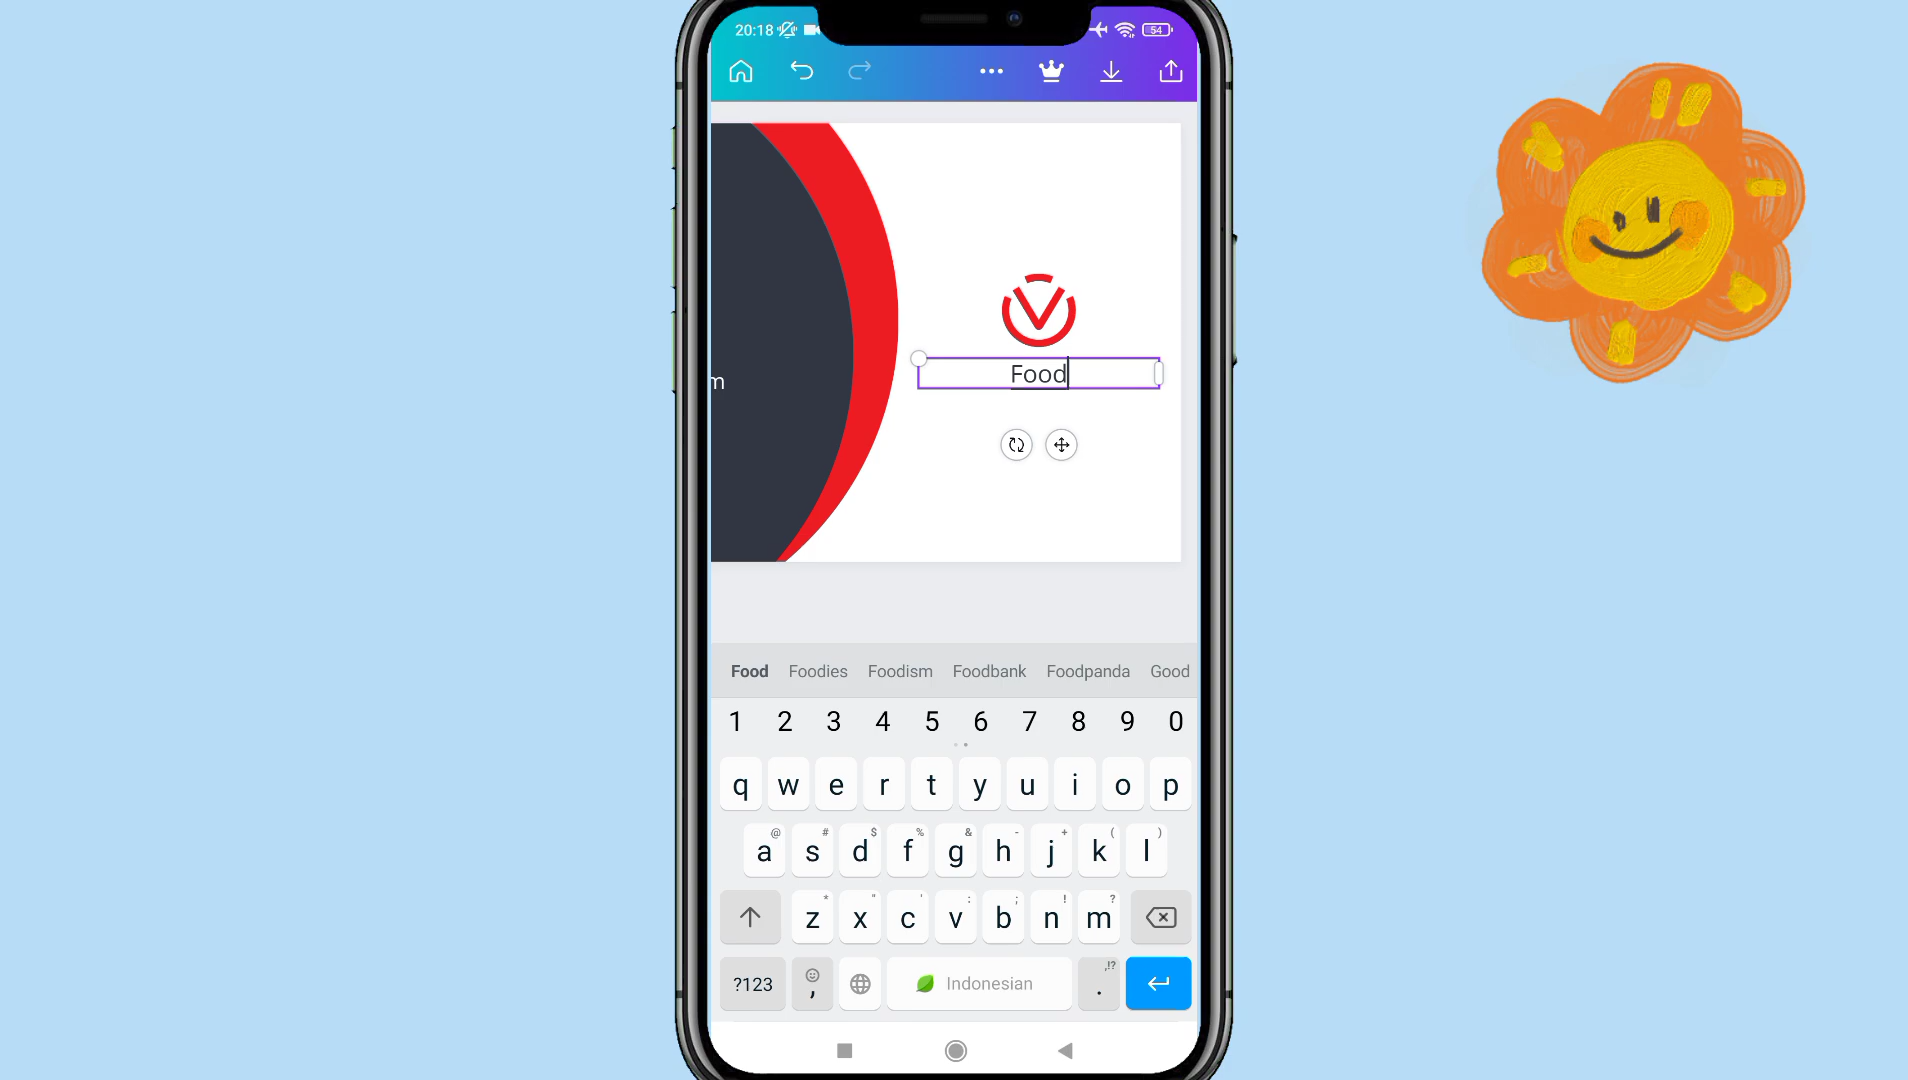 20:18
54
m
Food
Food Foodies Foodism Foodbank Foodpanda Good
1 2 3 4 5 6 7 8 9 0
q w e r t y u i o p
@ # $ % & - + ( )
a s d f g h j k l
* " ' : ; ! ?
z x c v b n m
,!?
?123 , Indonesian .